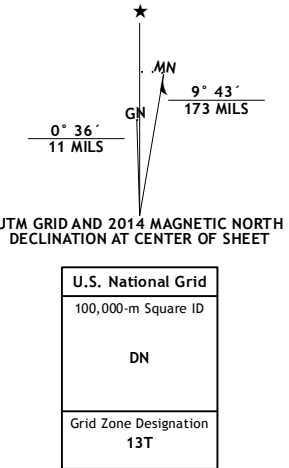 MN
9° 43´
173 MILS
GN
0° 36´
11 MILS
UTM GRID AND 2014 MAGNETIC NORTH
DECLINATION AT CENTER OF SHEET
U.S. National Grid
100,000-m Square ID
DN
Grid Zone Designation
13T